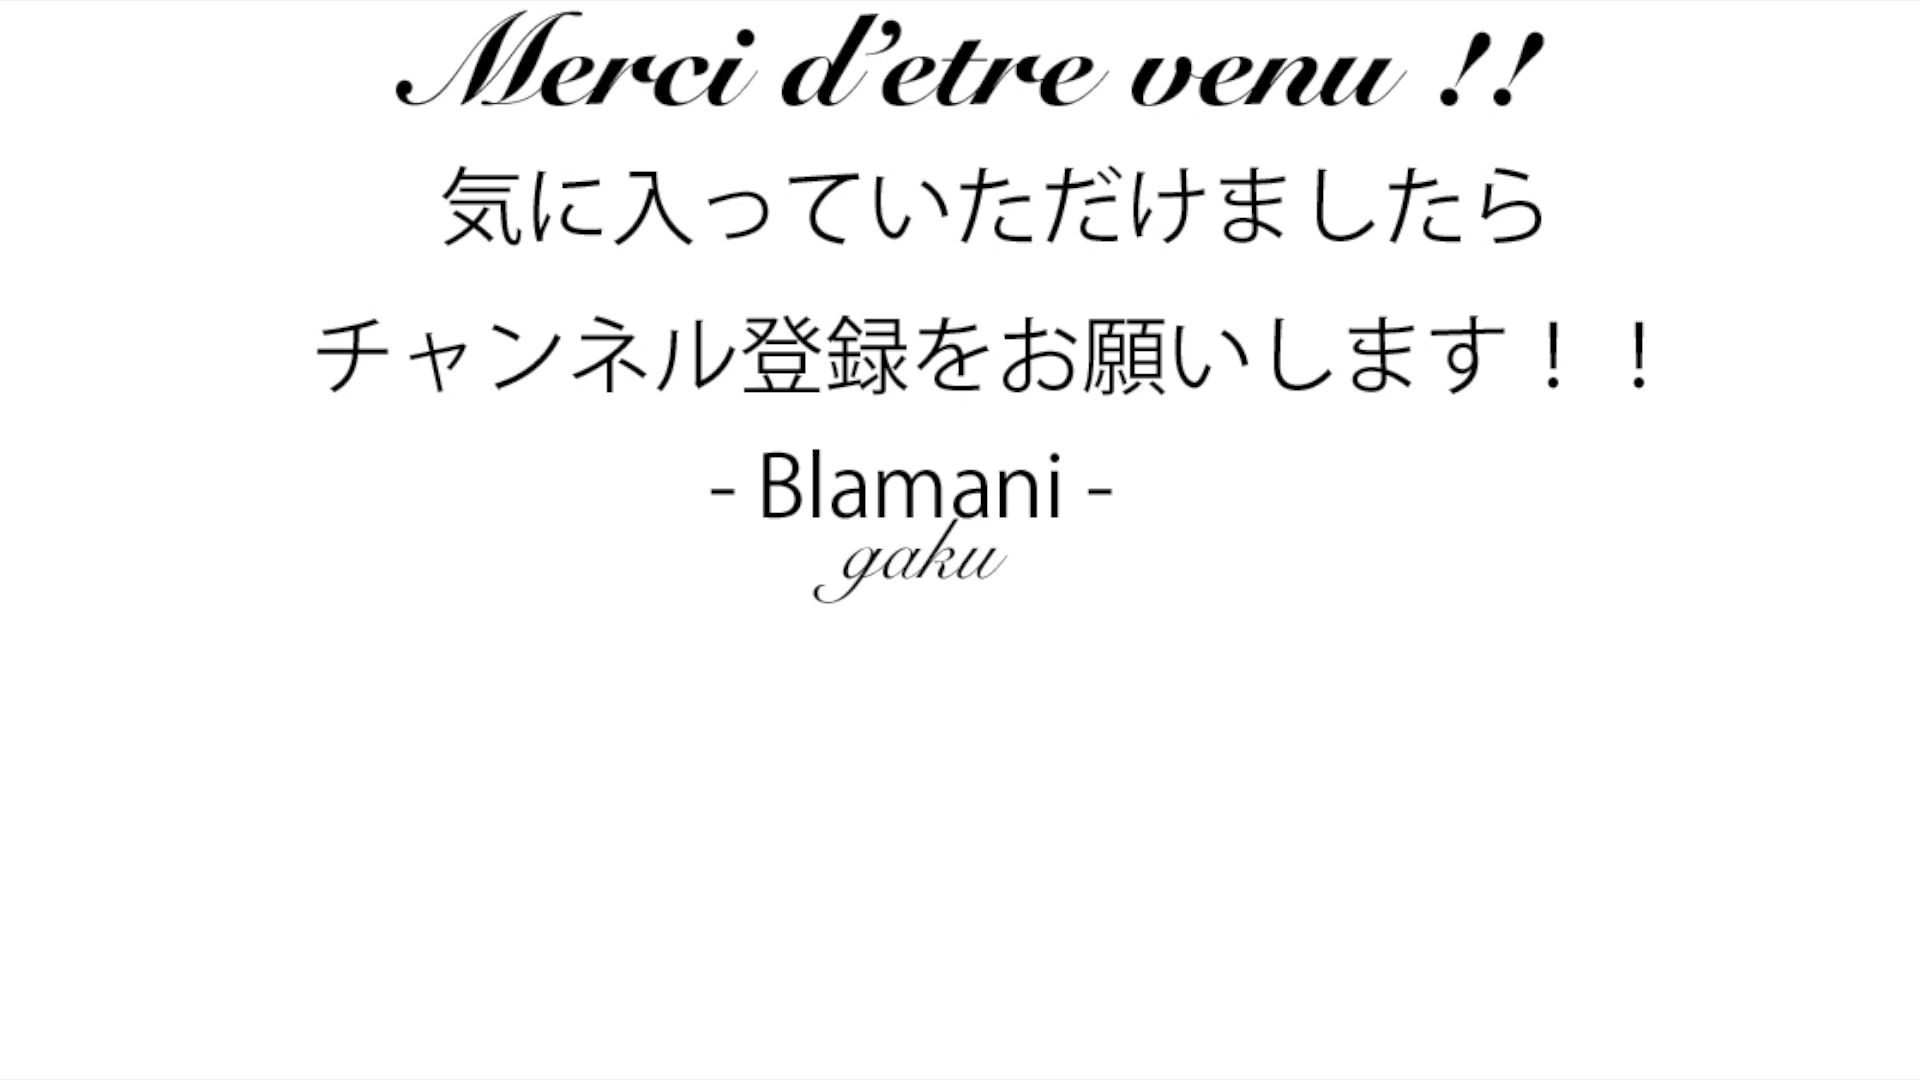 Merci d’etre venu !!
気に入っていただけましたら
チャンネル登録をお願いします！！
- Blamani -
gaku